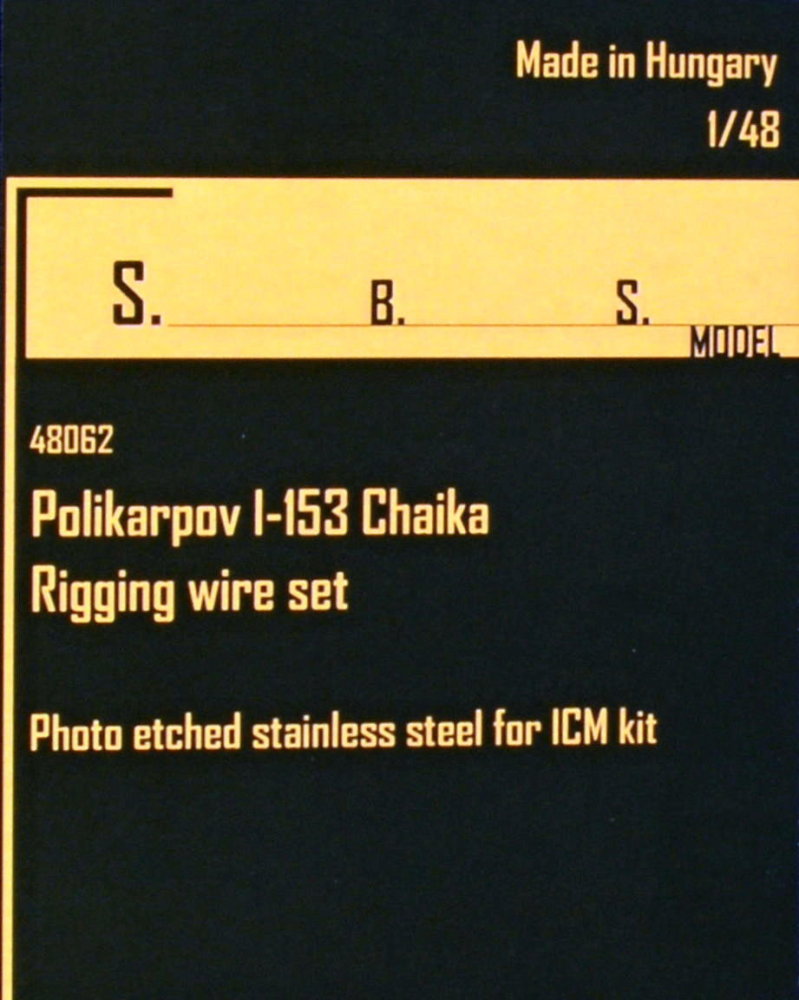 Made in Hungary
1/48
S. B. S.
MODEL
48062
Polikarpov I-153 Chaika
Rigging wire set
Photo etched stainless steel for ICM kit